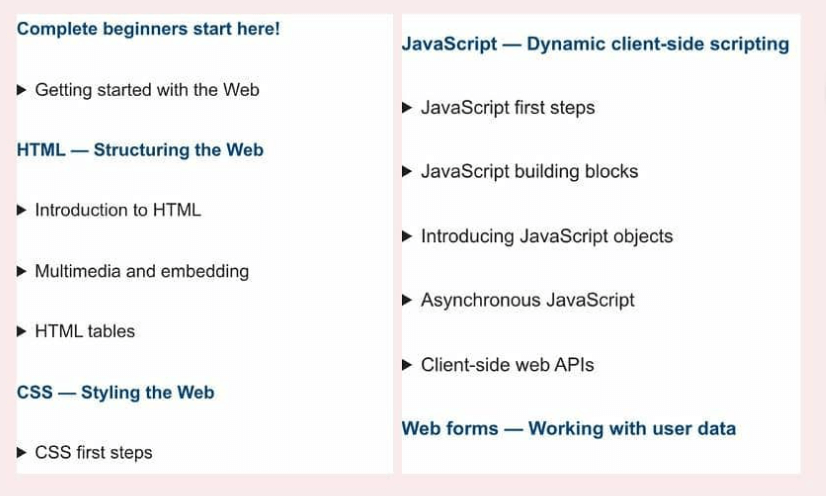 Complete beginners start here!
Getting started with the Web
HTML — Structuring the Web
Introduction to HTML
Multimedia and embedding
HTML tables
CSS — Styling the Web
CSS first steps
JavaScript — Dynamic client-side scripting
JavaScript first steps
JavaScript building blocks
Introducing JavaScript objects
Asynchronous JavaScript
Client-side web APIs
Web forms — Working with user data